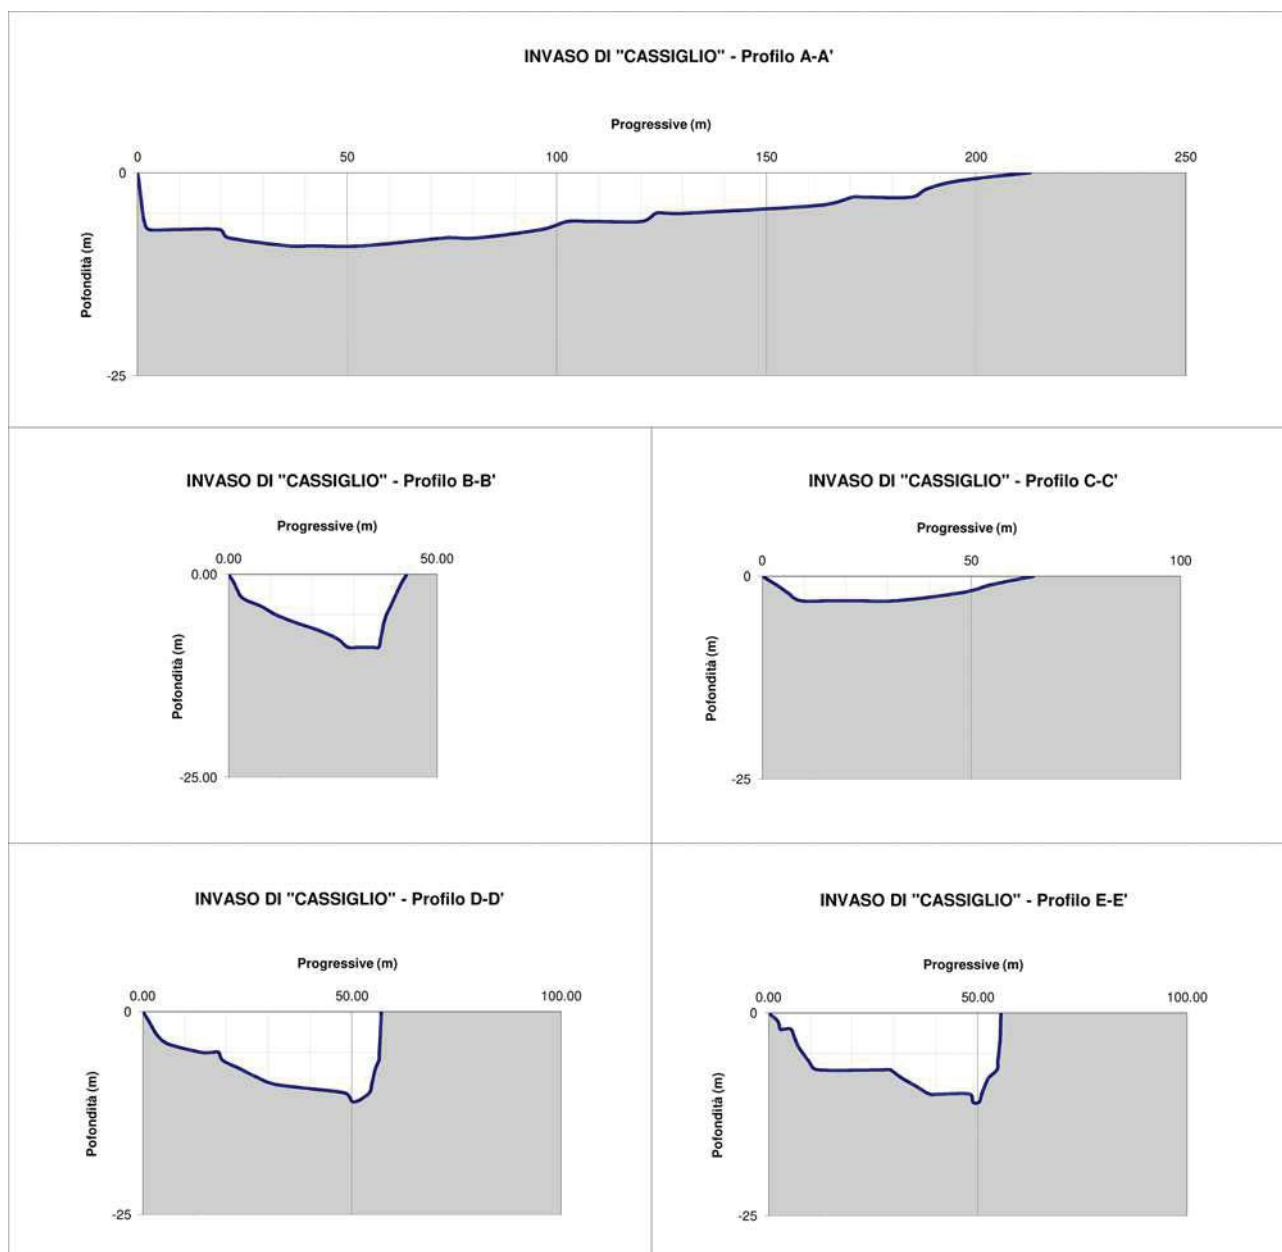 INVASO DI "CASSIGLIO" - Profilo A-A'
Progressive (m)
0 50 100 150 200 250
0
Pofondità (m)
-25
INVASO DI "CASSIGLIO" - Profilo B-B'
Progressive (m)
0.00 50.00
0.00
Pofondità (m)
-25.00
INVASO DI "CASSIGLIO" - Profilo C-C'
Progressive (m)
0 50 100
0
Pofondità (m)
-25
INVASO DI "CASSIGLIO" - Profilo D-D'
Progressive (m)
0.00 50.00 100.00
0
Pofondità (m)
-25
INVASO DI "CASSIGLIO" - Profilo E-E'
Progressive (m)
0.00 50.00 100.00
0
Pofondità (m)
-25